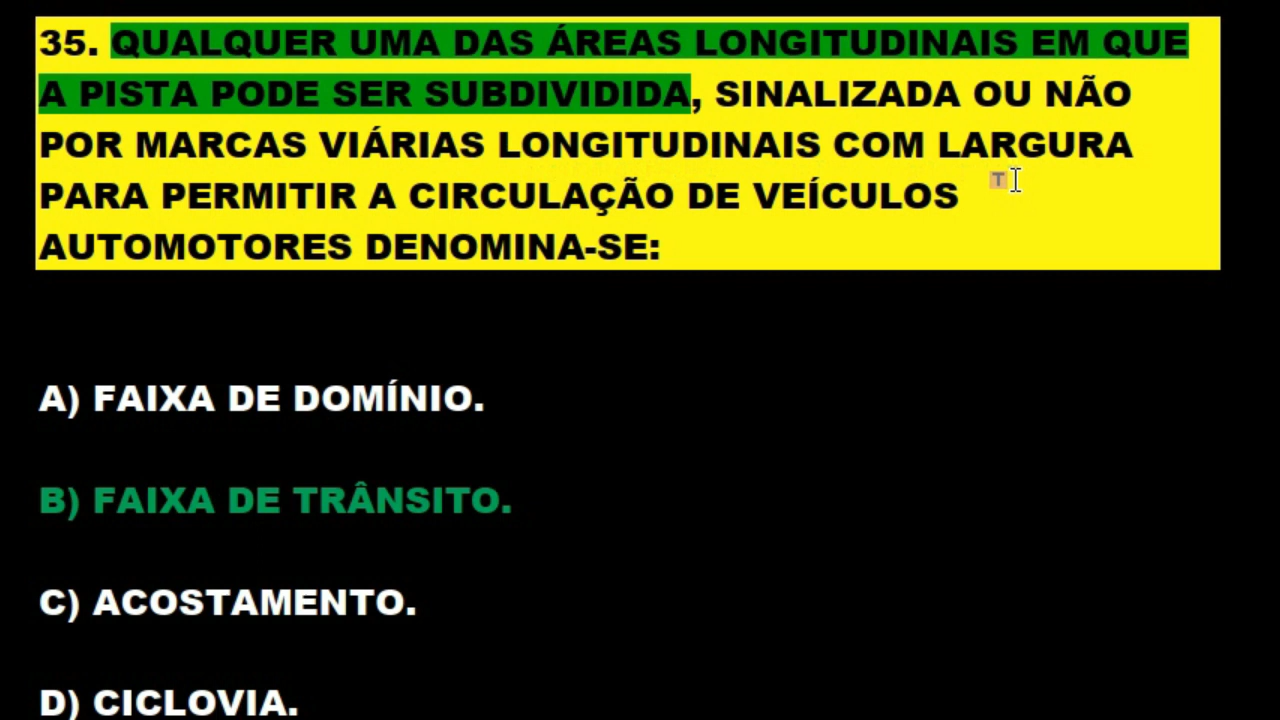 35. QUALQUER UMA DAS ÁREAS LONGITUDINAIS EM QUE
A PISTA PODE SER SUBDIVIDIDA, SINALIZADA OU NÃO
POR MARCAS VIÁRIAS LONGITUDINAIS COM LARGURA
PARA PERMITIR A CIRCULAÇÃO DE VEÍCULOS
AUTOMOTORES DENOMINA-SE:
A) FAIXA DE DOMÍNIO.
B) FAIXA DE TRÂNSITO.
C) ACOSTAMENTO.
D) CICLOVIA.